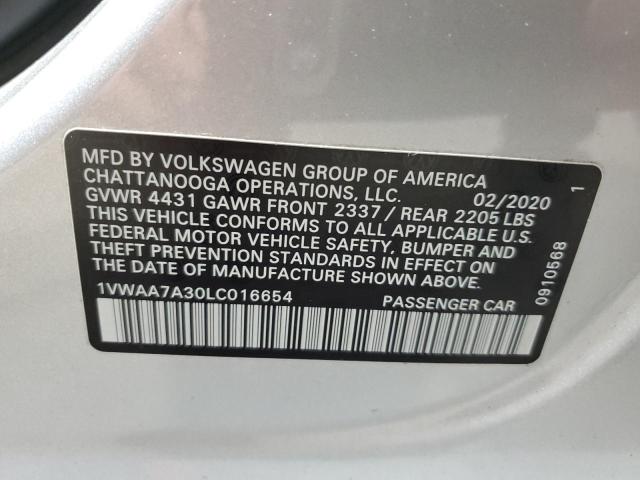 MFD BY VOLKSWAGEN GROUP OF AMERICA
CHATTANOOGA OPERATIONS, LLC. 02/2020
GVWR 4431 GAWR FRONT 2337 / REAR 2205 LBS
THIS VEHICLE CONFORMS TO ALL APPLICABLE U.S.
FEDERAL MOTOR VEHICLE SAFETY, BUMPER AND
THEFT PREVENTION STANDARDS IN EFFECT ON
THE DATE OF MANUFACTURE SHOWN ABOVE.
1VWAA7A30LC016654 PASSENGER CAR
0910568 1